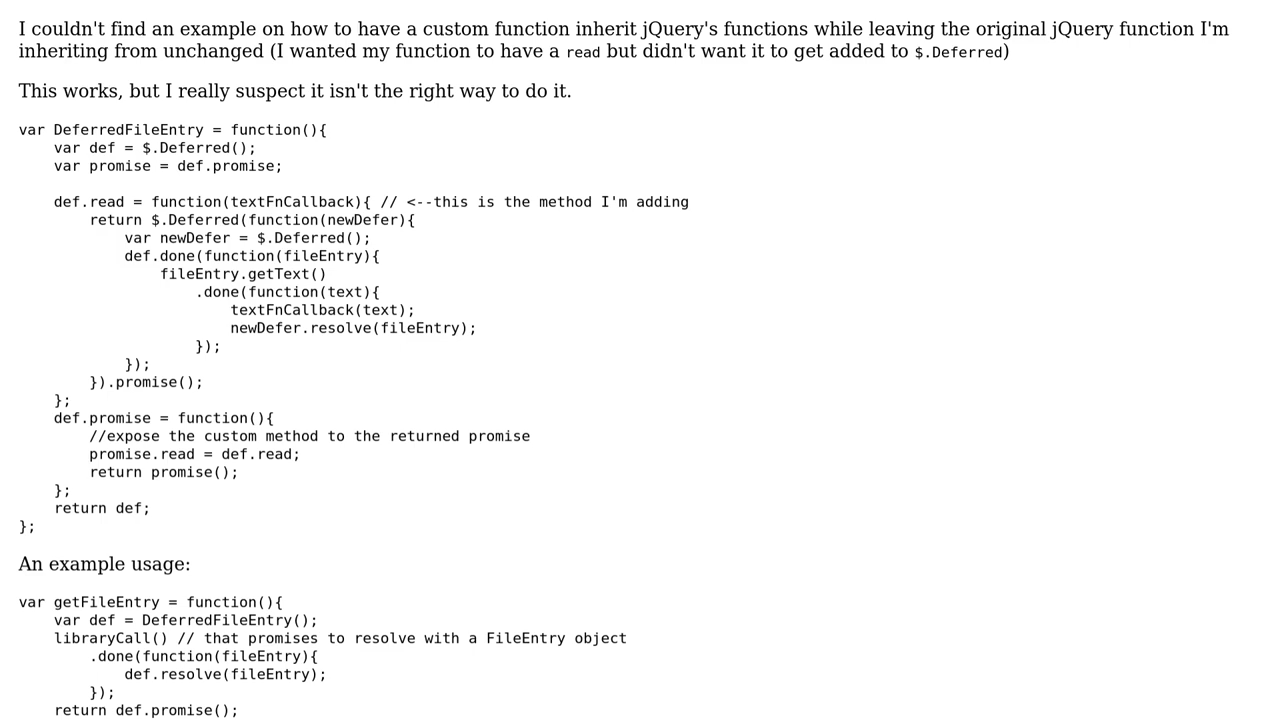 I couldn't find an example on how to have a custom function inherit jQuery's functions while leaving the original jQuery function I'm
inheriting from unchanged (I wanted my function to have a read but didn't want it to get added to $.Deferred)
This works, but I really suspect it isn't the right way to do it.
var DeferredFileEntry = function(){
    var def = $.Deferred();
    var promise = def.promise;
    def.read = function(textFnCallback){ // <--this is the method I'm adding
        return $.Deferred(function(newDefer){
            var newDefer = $.Deferred();
            def.done(function(fileEntry){
                fileEntry.getText()
                    .done(function(text){
                        textFnCallback(text);
                        newDefer.resolve(fileEntry);
                    });
            });
        }).promise();
    };
    def.promise = function(){
        //expose the custom method to the returned promise
        promise.read = def.read;
        return promise();
    };
    return def;
};
An example usage:
var getFileEntry = function(){
    var def = DeferredFileEntry();
    libraryCall() // that promises to resolve with a FileEntry object
        .done(function(fileEntry){
            def.resolve(fileEntry);
        });
    return def.promise();